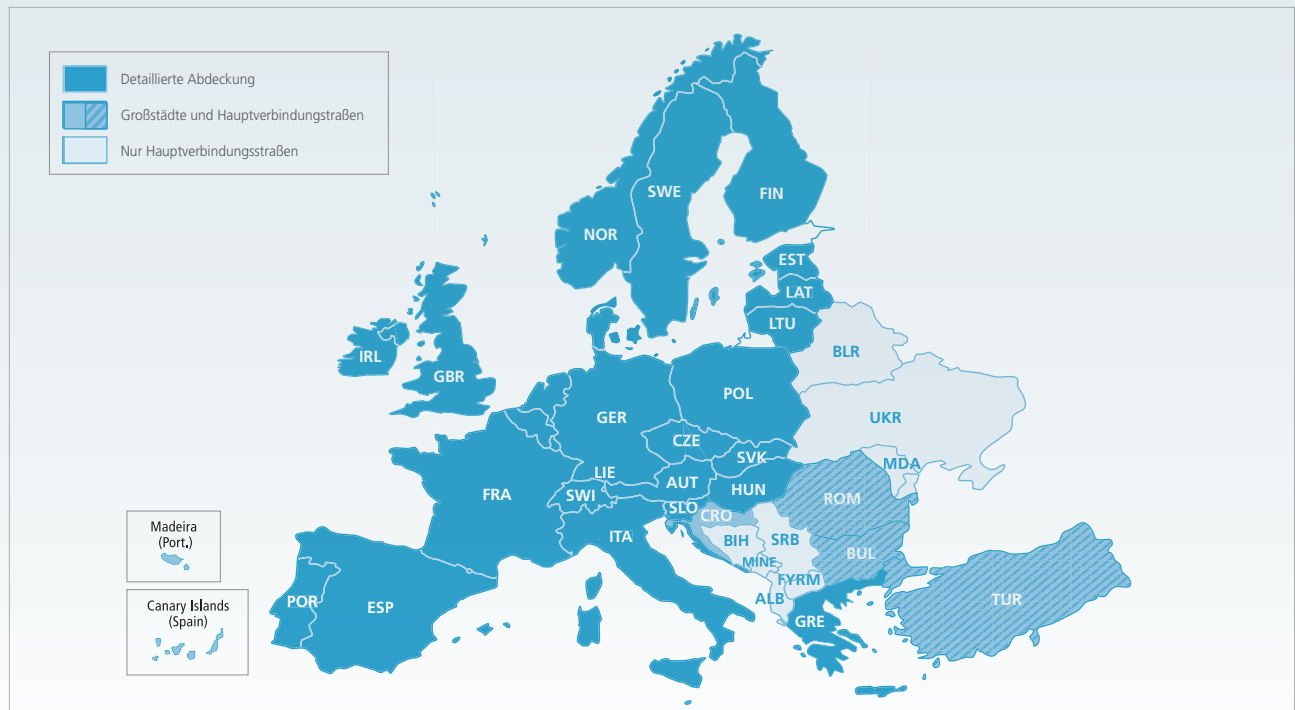 Detaillierte Abdeckung
Großstädte und Hauptverbindungstraßen
Nur Hauptverbindungsstraßen
SWE
FIN
NOR
EST
LAT
LTU
IRL
GBR
BLR
POL
GER
UKR
CZE
SVK
MDA
LIE
AUT
HUN
FRA
SWI
ROM
SLO
CRO
ITA
BIH
SRB
BUL
MNE
FYRM
ALB
TUR
GRE
POR
ESP
Madeira
(Port.)
Canary Islands
(Spain)